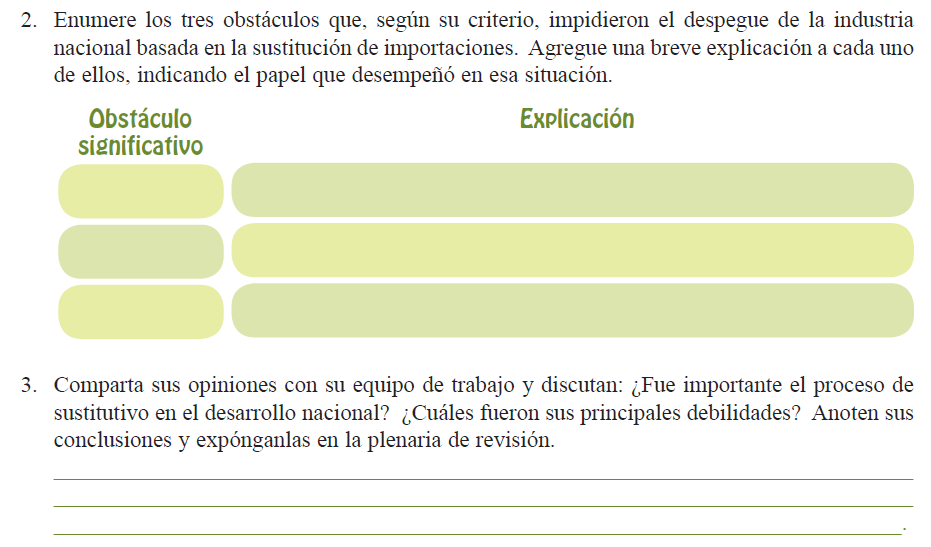 2. Enumere los tres obstáculos que, según su criterio, impidieron el despegue de la industria
nacional basada en la sustitución de importaciones. Agregue una breve explicación a cada uno
de ellos, indicando el papel que desempeñó en esa situación.
Obstáculo
significativo
Explicación
3. Comparta sus opiniones con su equipo de trabajo y discutan: ¿Fue importante el proceso de
sustitutivo en el desarrollo nacional? ¿Cuáles fueron sus principales debilidades? Anoten sus
conclusiones y expónganlas en la plenaria de revisión.
.